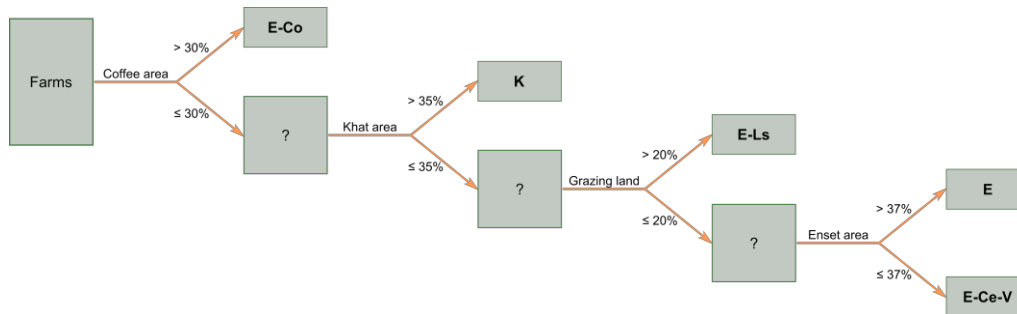 Farms
Coffee area
> 30%
≤ 30%
E-Co
?
Khat area
> 35%
≤ 35%
K
?
Grazing land
> 20%
≤ 20%
E-Ls
?
Enset area
> 37%
≤ 37%
E
E-Ce-V